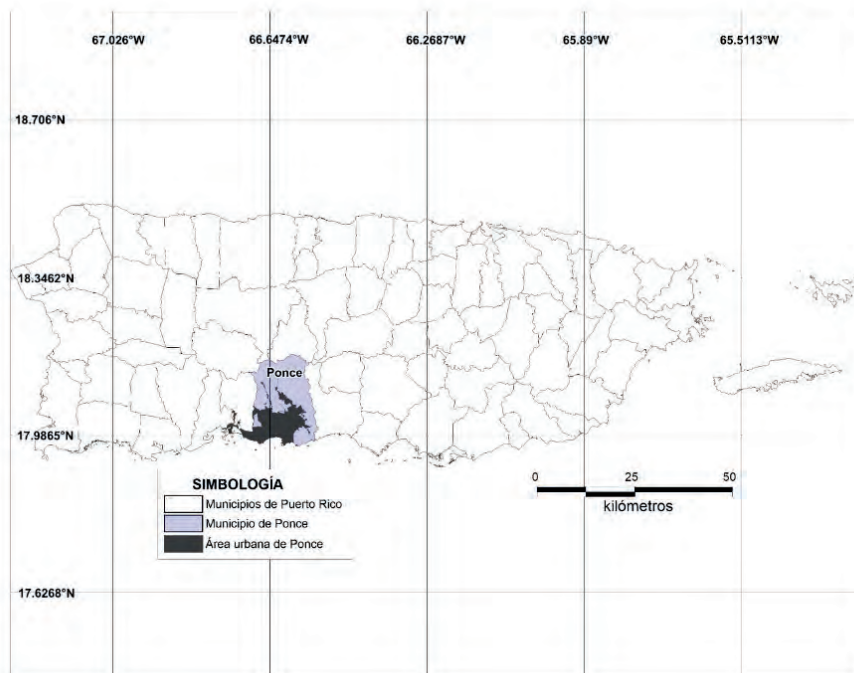 67.026°W 66.6474°W 66.2687°W 65.89°W 65.5113°W
18.706°N
18.3462°N
Ponce
17.9865°N
SIMBOLOGÍA
Municipios de Puerto Rico
Municipio de Ponce
Área urbana de Ponce
0 25 50
kilómetros
17.6268°N